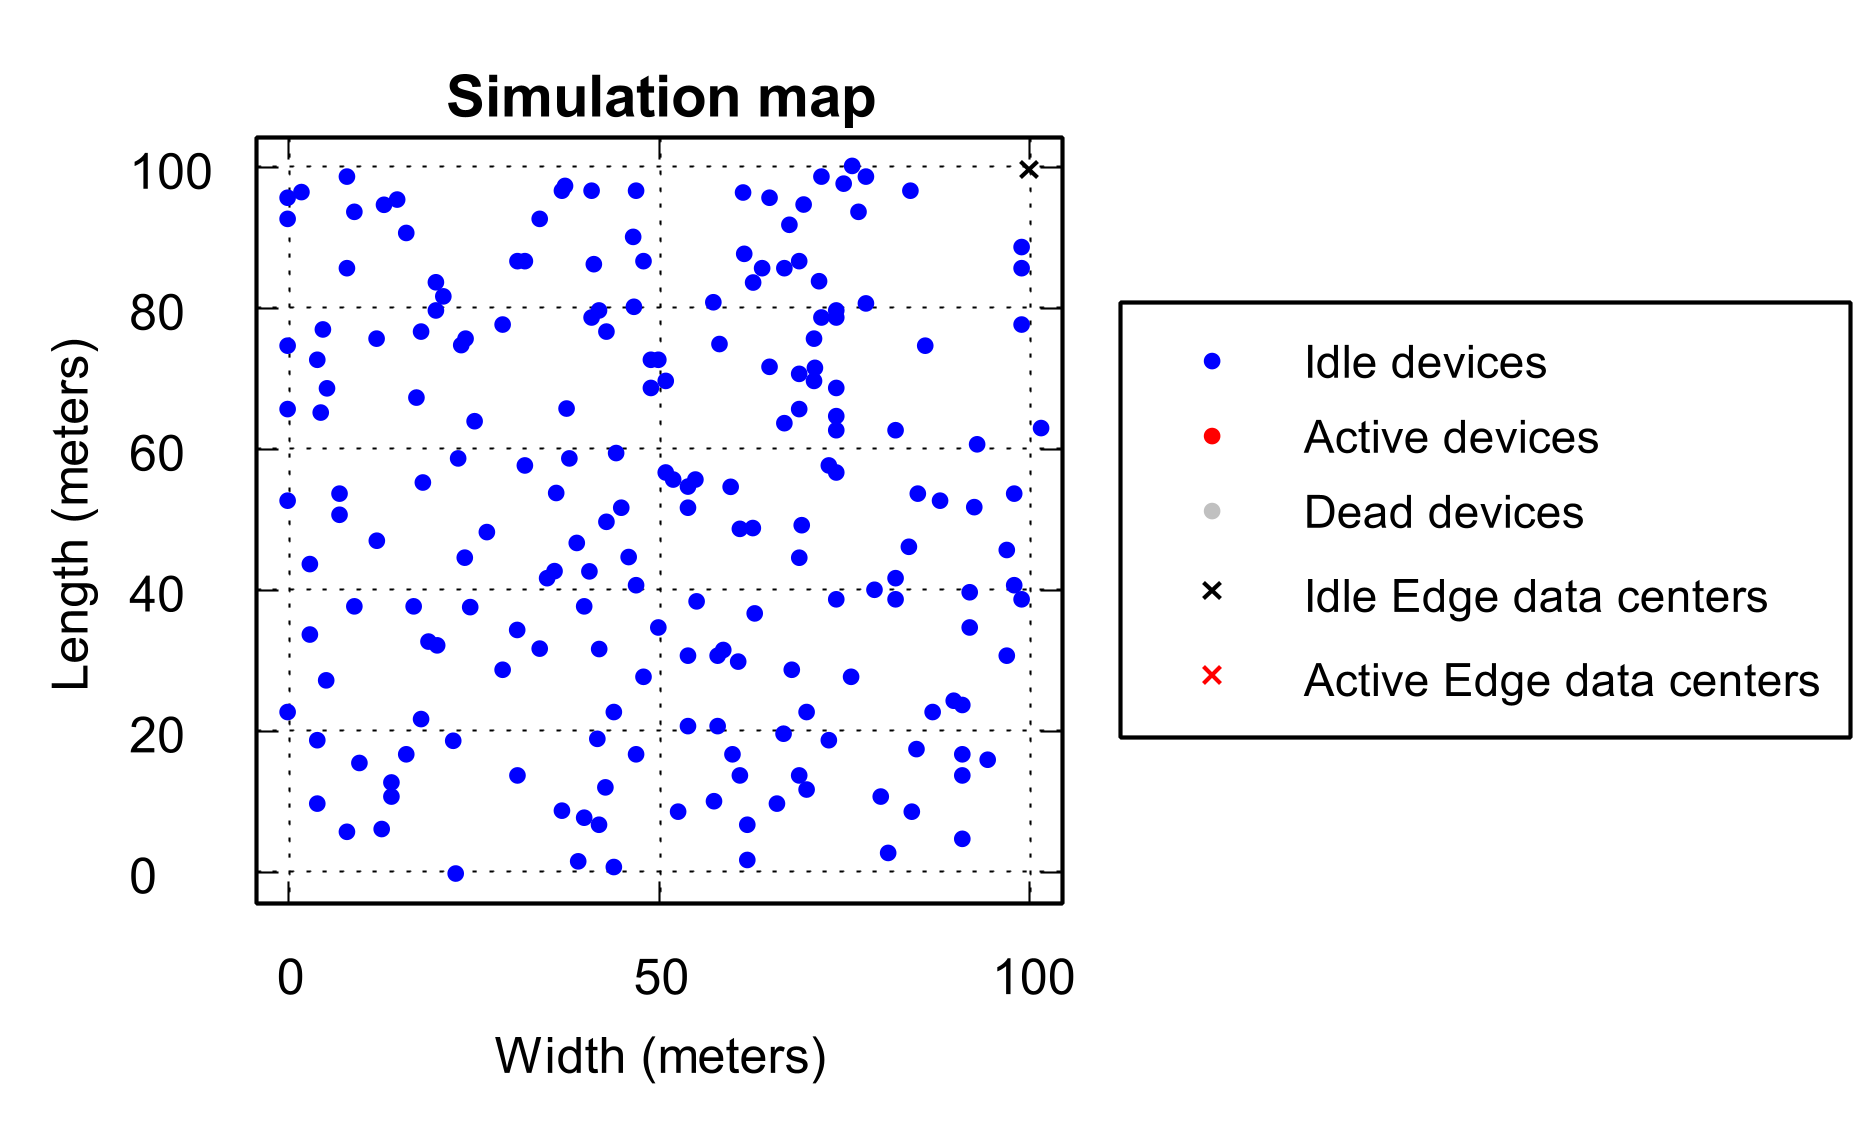 Simulation map
100
80
60
40
20
0
Length (meters)
0 50 100
Width (meters)
Idle devices
Active devices
Dead devices
Idle Edge data centers
Active Edge data centers